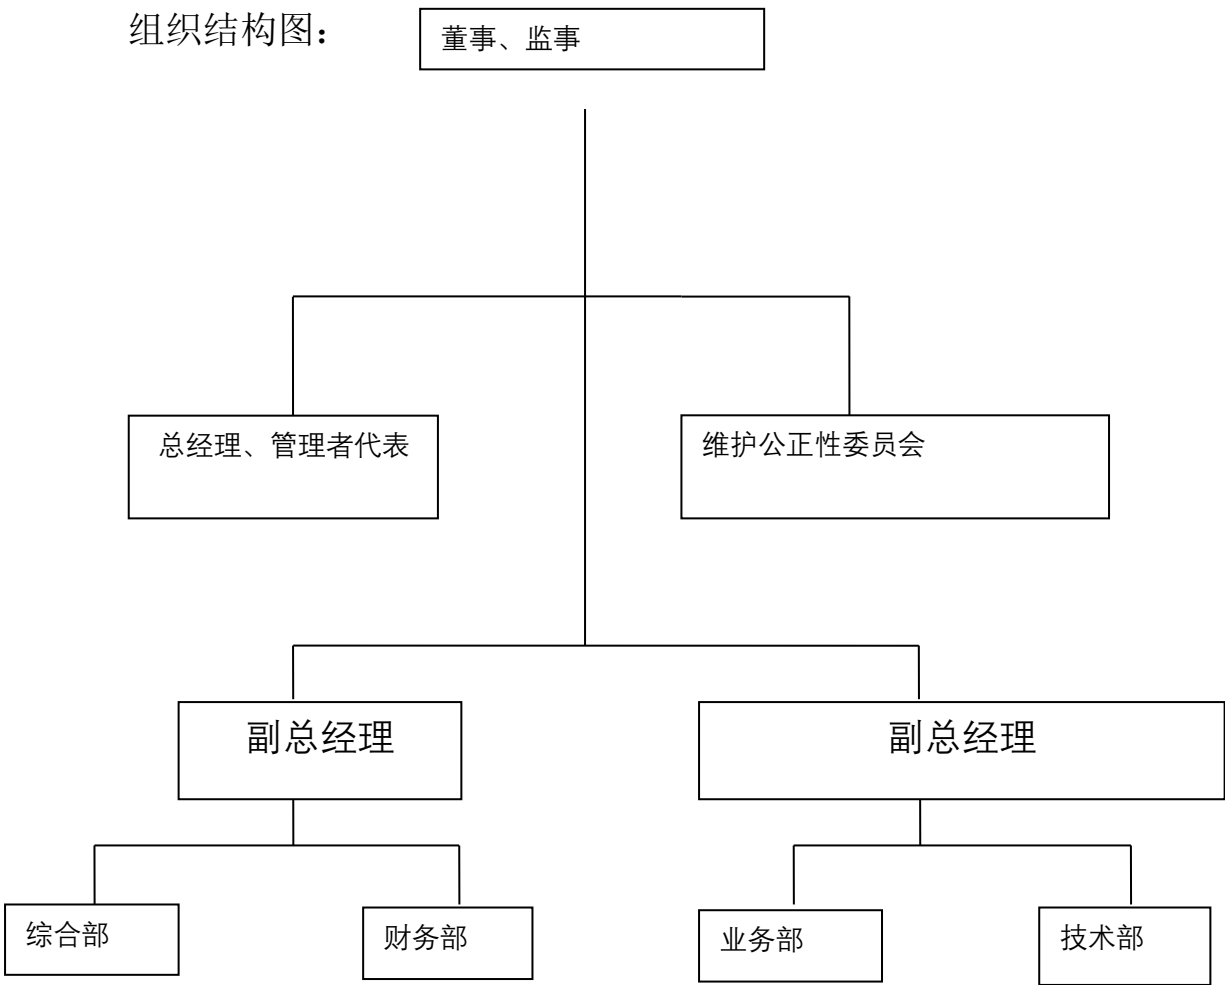 组织结构图：
董事、监事
总经理、管理者代表
维护公正性委员会
副总经理
副总经理
综合部
财务部
业务部
技术部